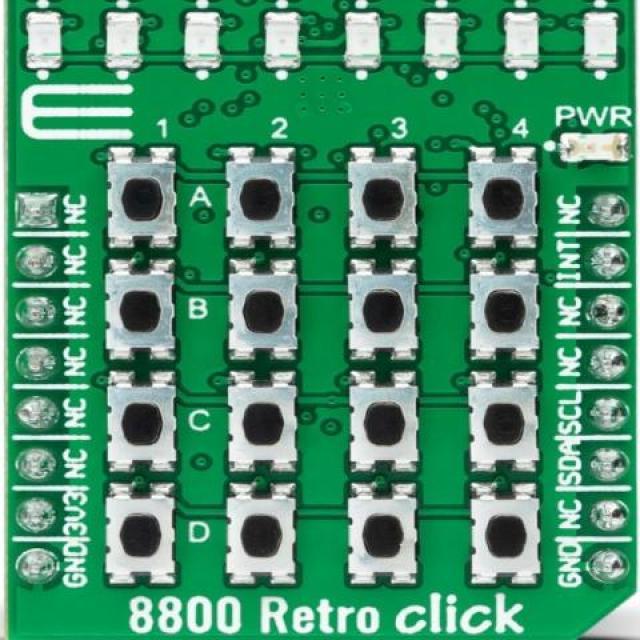 1 2 3 4
PWR
A
B
C
D
NC
NC
NC
NC
NC
NC
3V3
GND
NC
INT
NC
NC
SCL
SDA
NC
GND
8800 Retro click